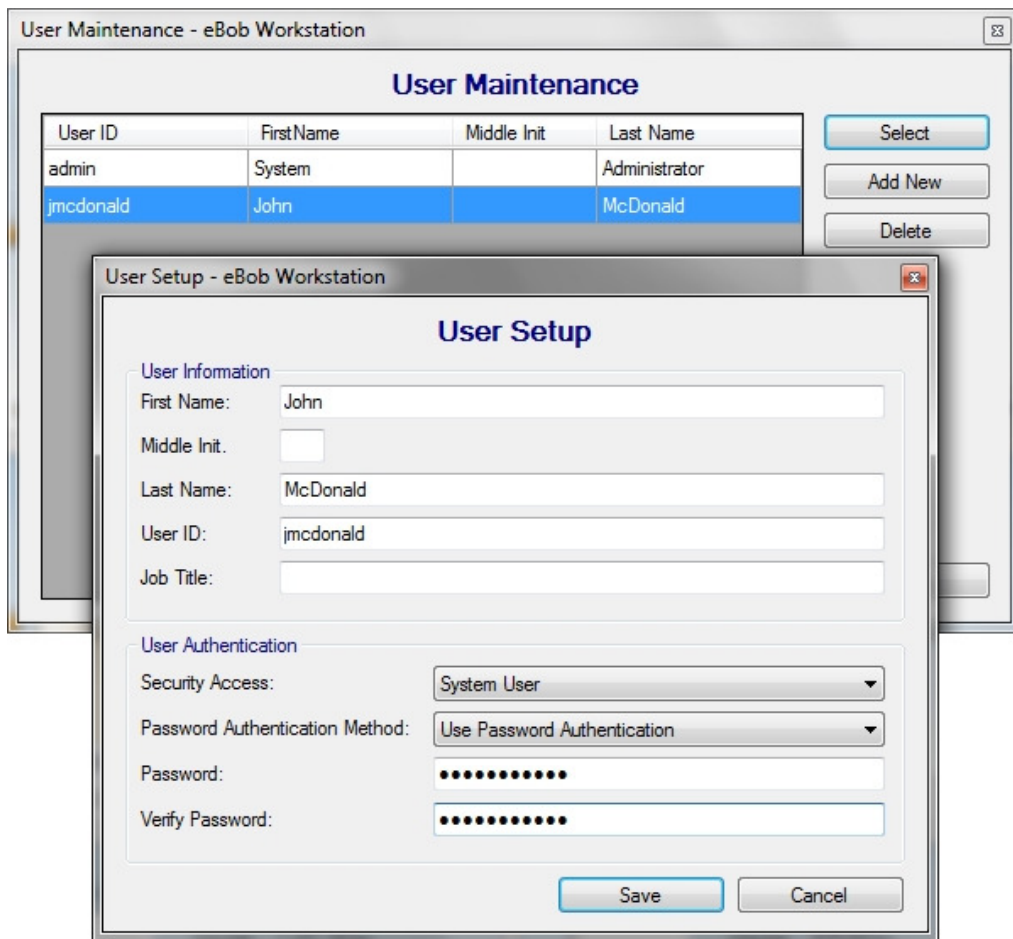 User Maintenance - eBob Workstation
User Maintenance
User ID FirstName Middle Init Last Name
admin System Administrator
jmcdonald John McDonald
Select
Add New
Delete
User Setup - eBob Workstation
User Setup
User Information
First Name: John
Middle Init.
Last Name: McDonald
User ID: jmcdonald
Job Title:
User Authentication
Security Access: System User
Password Authentication Method: Use Password Authentication
Password: •••••••••••
Verify Password: •••••••••••
Save Cancel